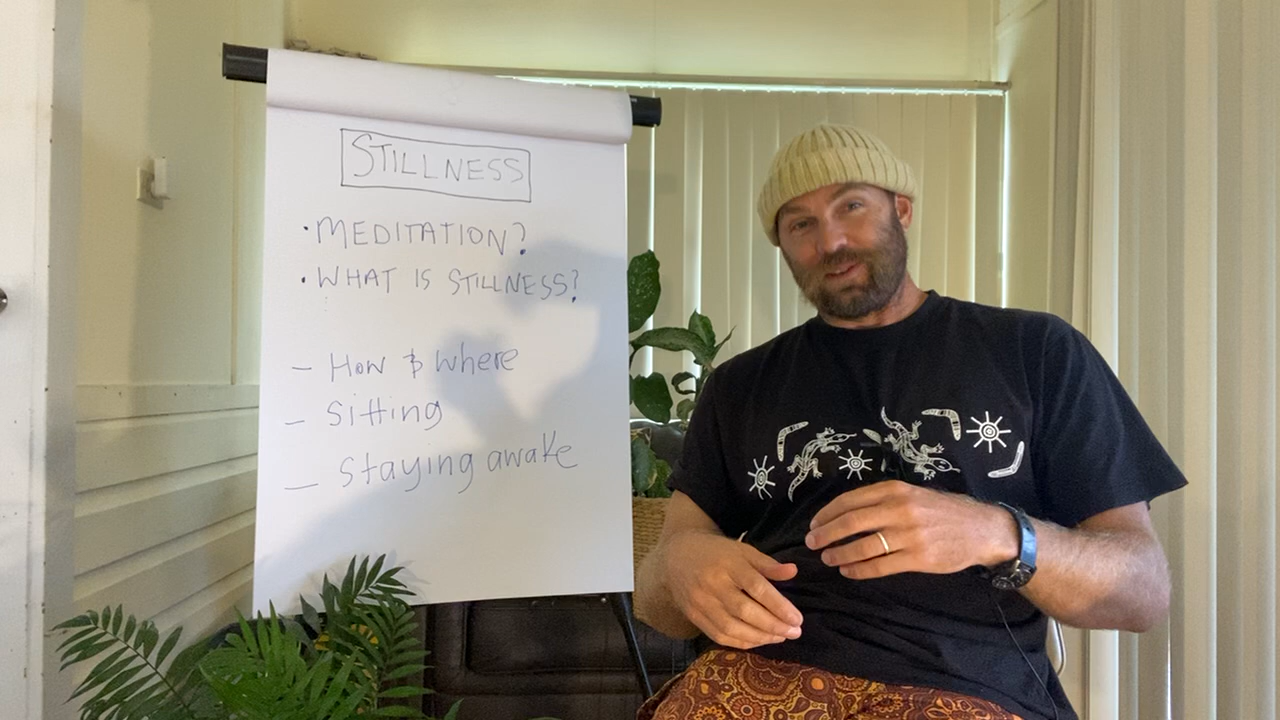 STILLNESS
• MEDITATION?
• WHAT IS STILLNESS?
– How & where
– Sitting
– Staying awake